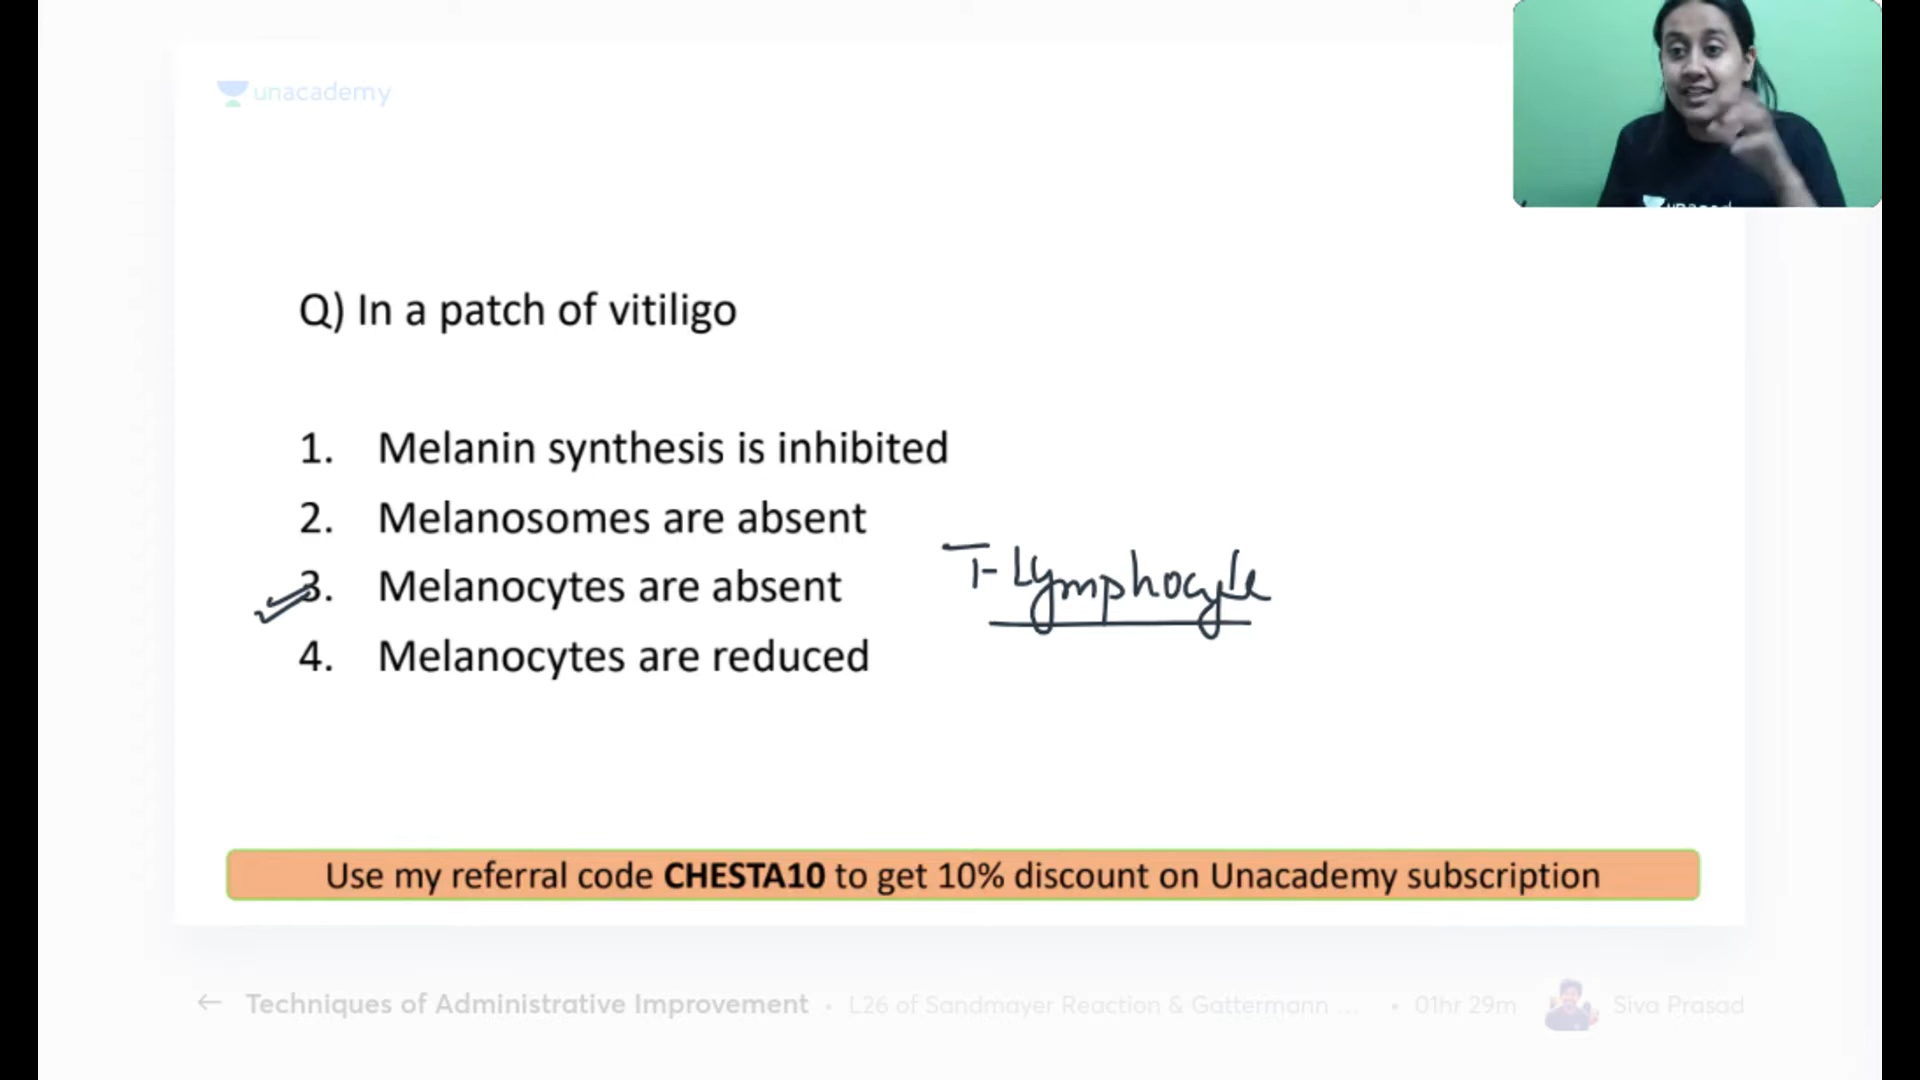 unacademy
Q) In a patch of vitiligo
1. Melanin synthesis is inhibited
2. Melanosomes are absent
3. Melanocytes are absent
T-Lymphocyte
4. Melanocytes are reduced
Use my referral code CHESTA10 to get 10% discount on Unacademy subscription
← Techniques of Administrative Improvement • L26 of Sandmayer Reaction & Gattermann ... • 01hr 29m Siva Prasad